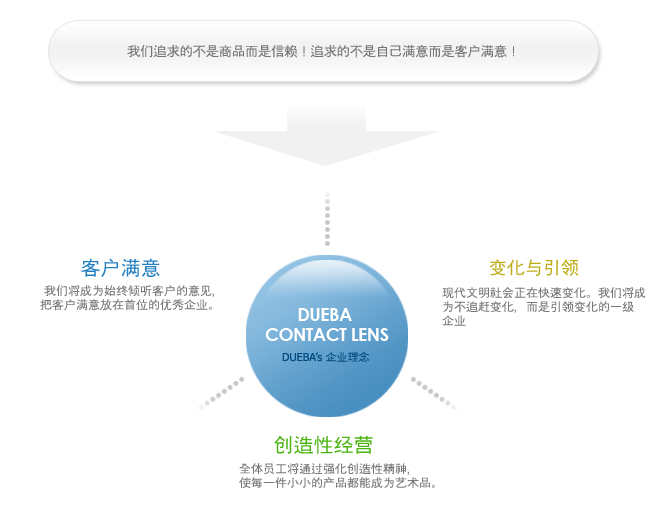 我们追求的不是商品而是信赖！追求的不是自己满意而是客户满意！
客户满意
我们将成为始终倾听客户的意见,
把客户满意放在首位的优秀企业。
变化与引领
现代文明社会正在快速变化。我们将成
为不追赶变化，而是引领变化的一级
企业
DUEBA
CONTACT LENS
DUEBA's 企业理念
创造性经营
全体员工将通过强化创造性精神,
使每一件小小的产品都能成为艺术品。